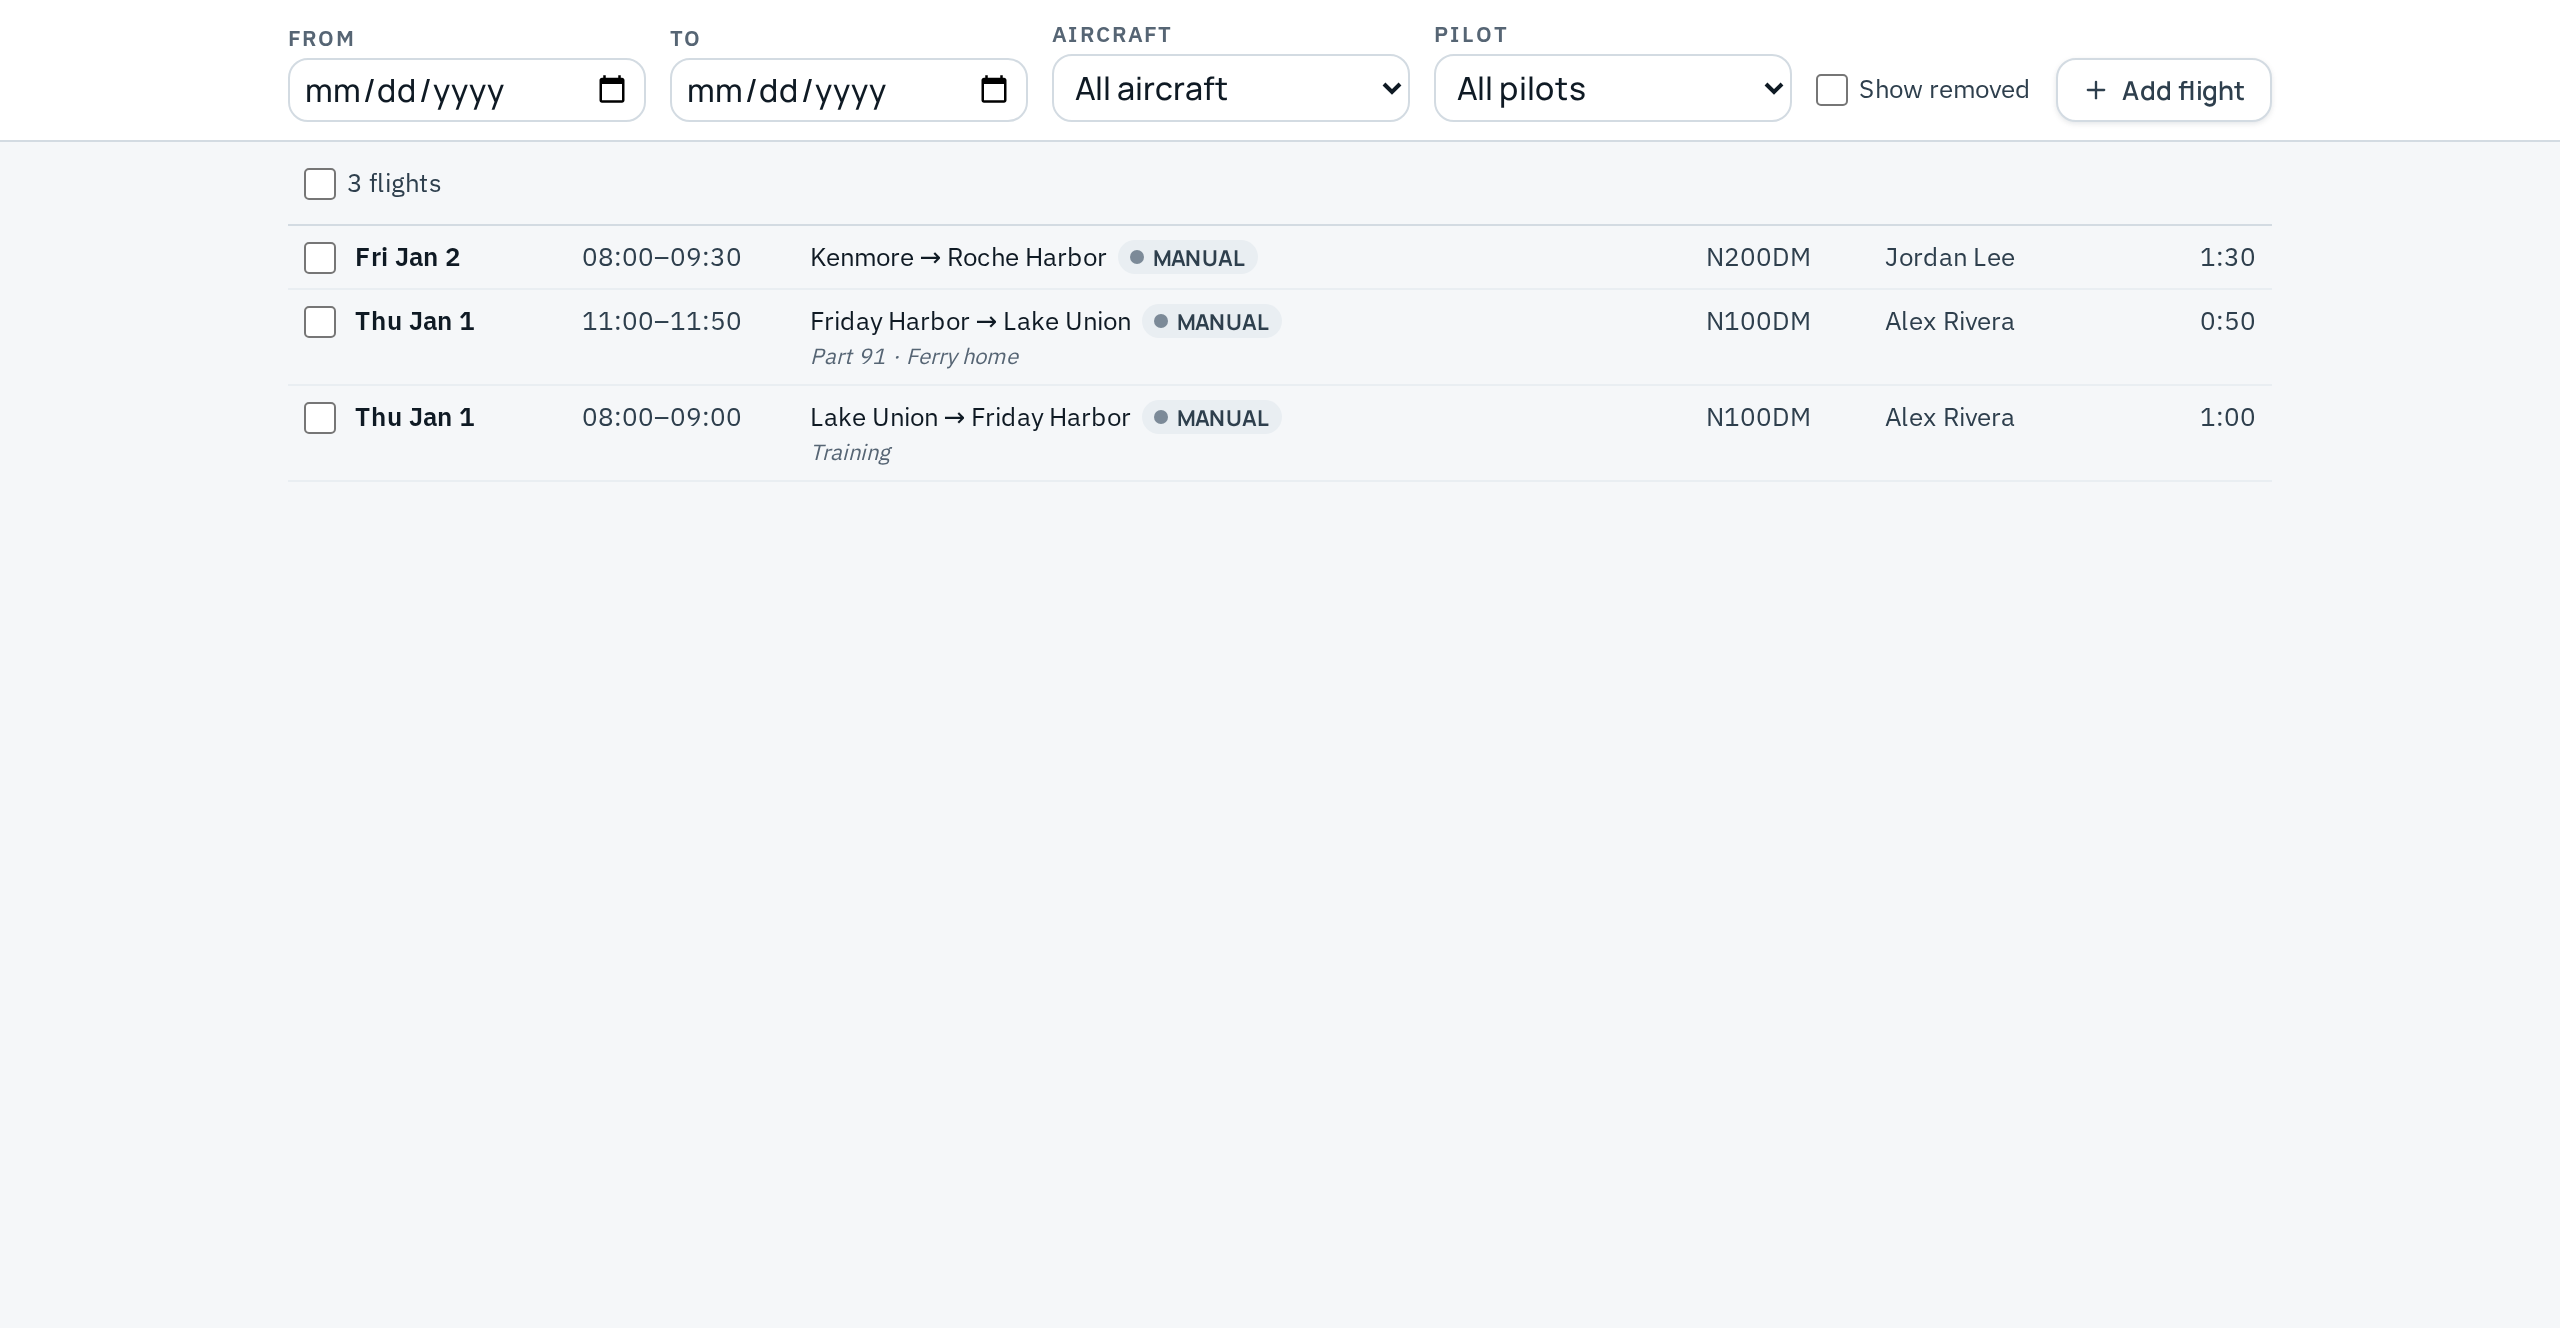 FROM TO AIRCRAFT PILOT
mm/dd/yyyy mm/dd/yyyy All aircraft All pilots Show removed + Add flight
3 flights
Fri Jan 2 08:00–09:30 Kenmore → Roche Harbor MANUAL N200DM Jordan Lee 1:30
Thu Jan 1 11:00–11:50 Friday Harbor → Lake Union MANUAL N100DM Alex Rivera 0:50
Part 91 · Ferry home
Thu Jan 1 08:00–09:00 Lake Union → Friday Harbor MANUAL N100DM Alex Rivera 1:00
Training